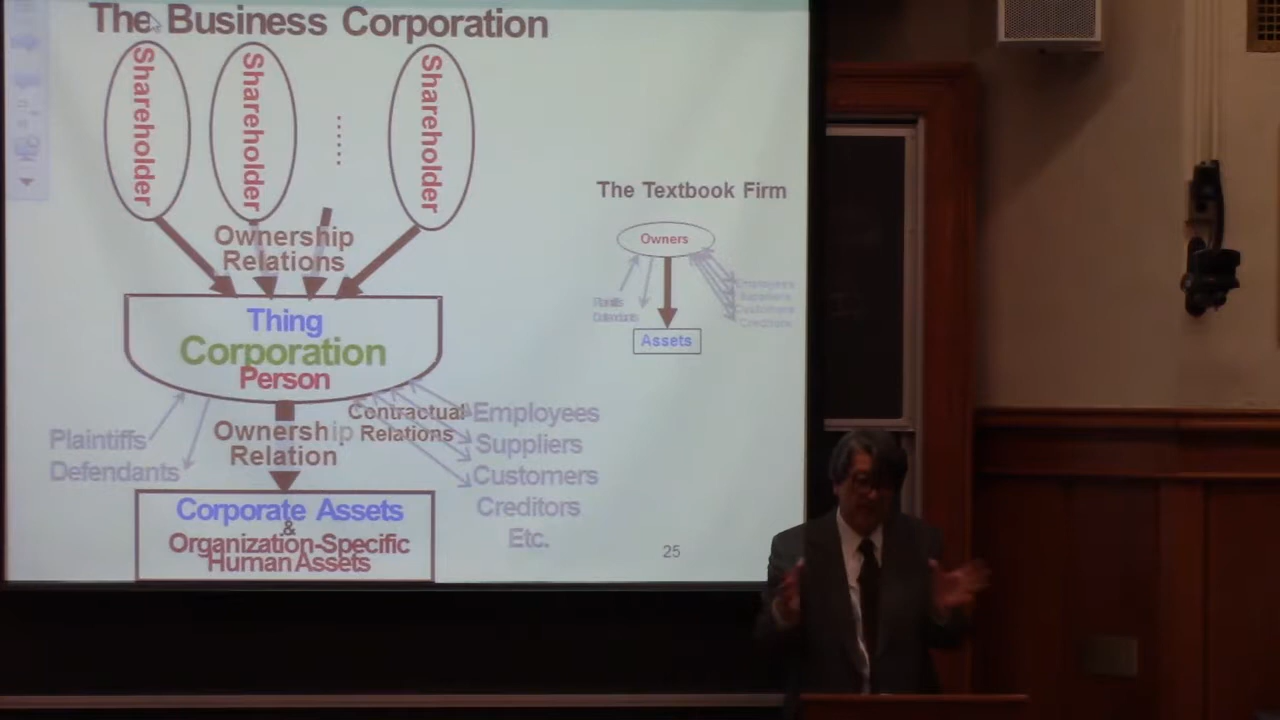 The Business Corporation
Shareholder
Shareholder
......
Shareholder
Ownership
Relations
Thing
Corporation
Person
Plaintiffs
Defendants
Ownership
Relation
Contractual
Relations
Employees
Suppliers
Customers
Creditors
Etc.
Corporate Assets
&
Organization-Specific
Human Assets
The Textbook Firm
Owners
Plaintiffs
Defendants
Employees
Suppliers
Customers
Creditors
Assets
25